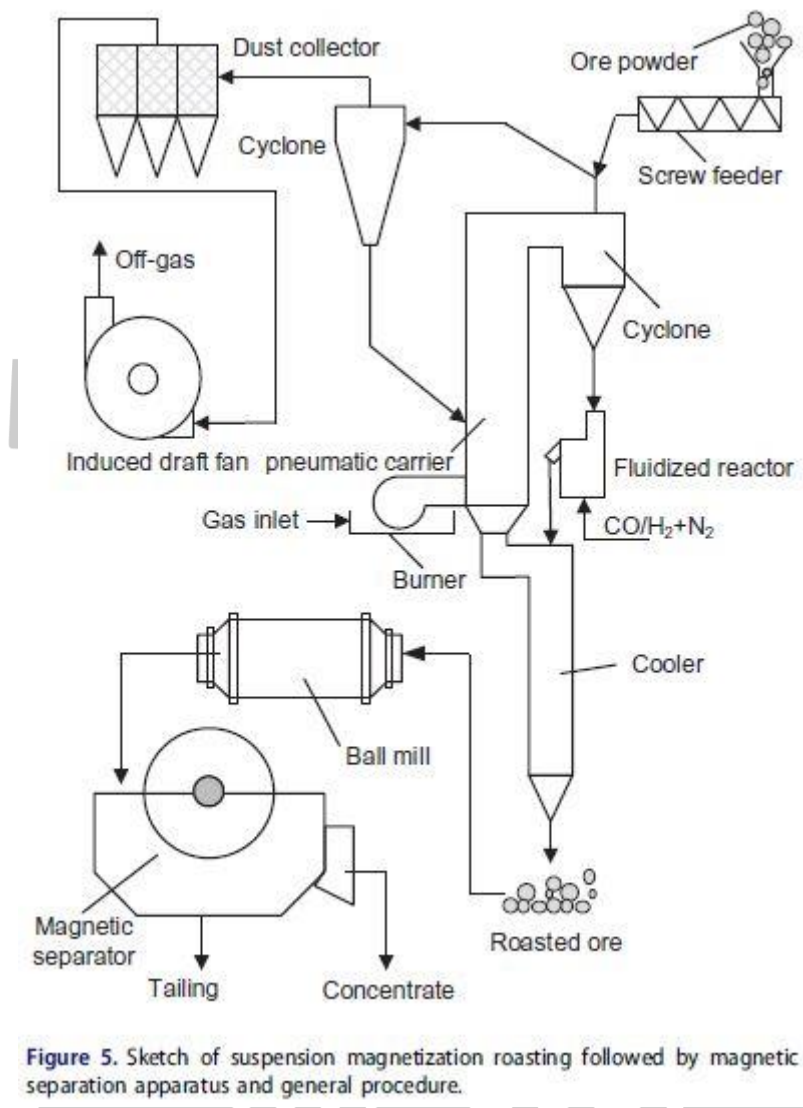 Dust collector
Ore powder
Cyclone
Screw feeder
Off-gas
Cyclone
Induced draft fan
pneumatic carrier
Fluidized reactor
Gas inlet
CO/H₂+N₂
Burner
Cooler
Ball mill
Magnetic
separator
Roasted ore
Tailing
Concentrate
Figure 5. Sketch of suspension magnetization roasting followed by magnetic
separation apparatus and general procedure.